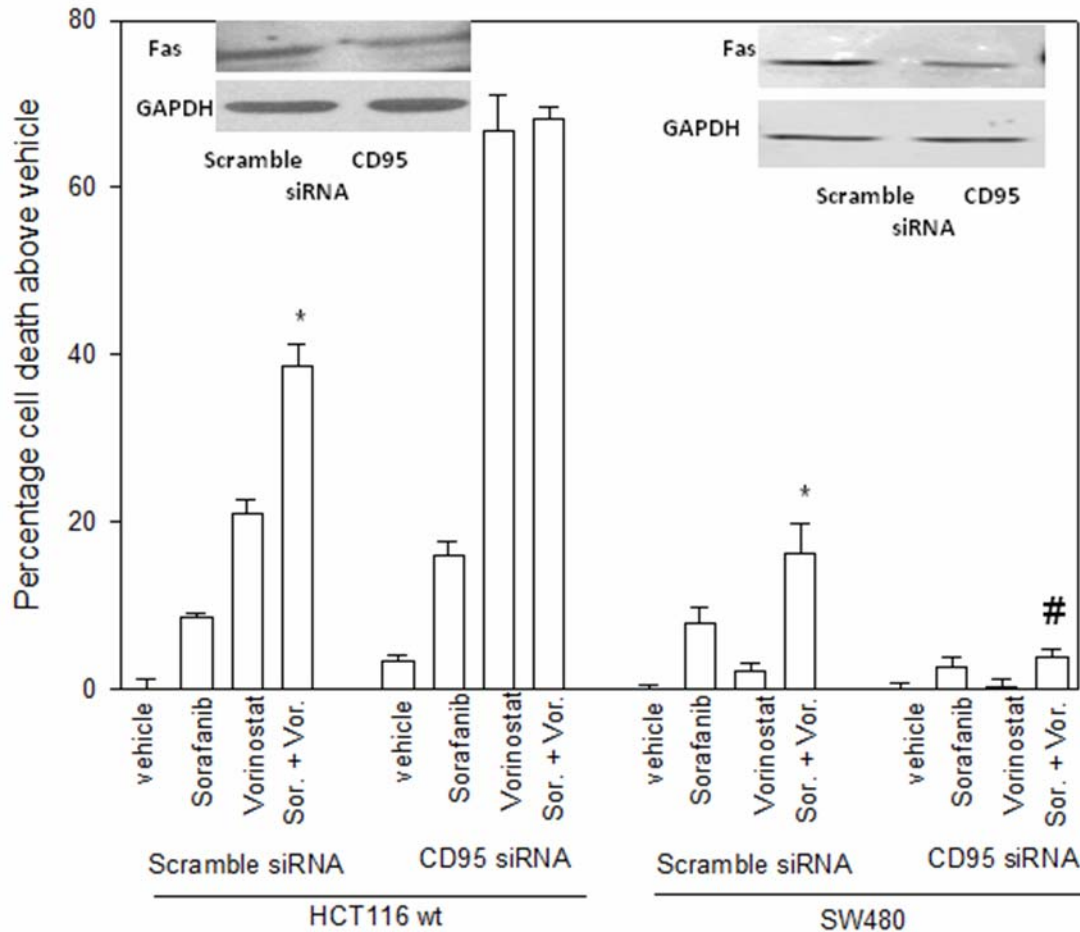 Percentage cell death above vehicle
80
60
40
20
0
Fas
GAPDH
Scramble CD95
siRNA
Fas
GAPDH
Scramble CD95
siRNA
*
*
#
vehicle
Sorafanib
Vorinostat
Sor. + Vor.
vehicle
Sorafanib
Vorinostat
Sor. + Vor.
vehicle
Sorafanib
Vorinostat
Sor. + Vor.
vehicle
Sorafanib
Vorinostat
Sor. + Vor.
Scramble siRNA
CD95 siRNA
Scramble siRNA
CD95 siRNA
HCT116 wt
SW480